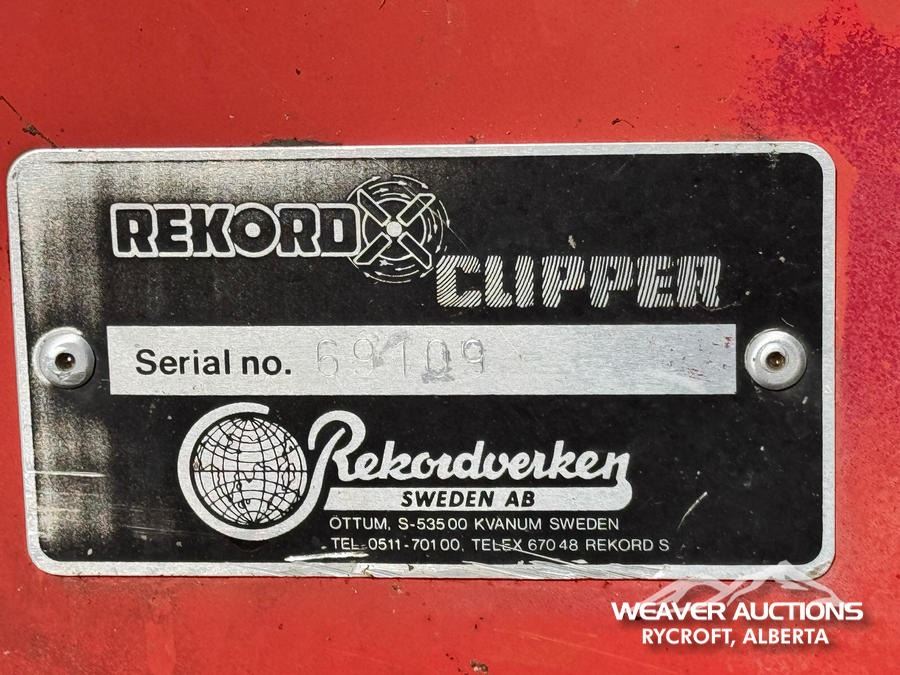 REKORD
CLIPPER
Serial no. 69109
Rekordverken
SWEDEN AB
ÖTTUM, S-535 00 KVANUM SWEDEN
TEL 0511-701 00, TELEX 670 48 REKORD S
WEAVER AUCTIONS
RYCROFT, ALBERTA